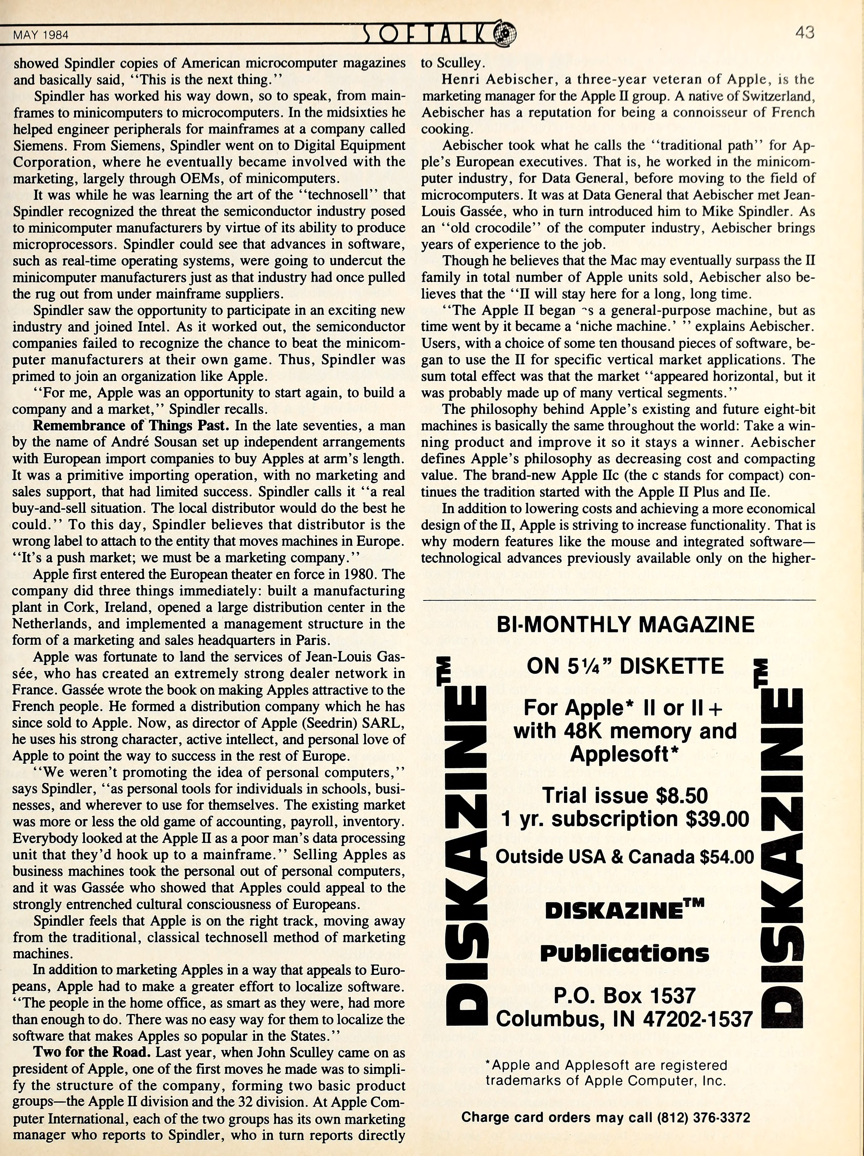 MAY 1984
SOFTALK
43
showed Spindler copies of American microcomputer magazines
and basically said, ‘‘This is the next thing.’’
Spindler has worked his way down, so to speak, from main-
frames to minicomputers to microcomputers. In the midsixties he
helped engineer peripherals for mainframes at a company called
Siemens. From Siemens, Spindler went on to Digital Equipment
Corporation, where he eventually became involved with the
marketing, largely through OEMs, of minicomputers.
It was while he was learning the art of the ‘‘technosell’’ that
Spindler recognized the threat the semiconductor industry posed
to minicomputer manufacturers by virtue of its ability to produce
microprocessors. Spindler could see that advances in software,
such as real-time operating systems, were going to undercut the
minicomputer manufacturers just as that industry had once pulled
the rug out from under mainframe suppliers.
Spindler saw the opportunity to participate in an exciting new
industry and joined Intel. As it worked out, the semiconductor
companies failed to recognize the chance to beat the minicom-
puter manufacturers at their own game. Thus, Spindler was
primed to join an organization like Apple.
‘‘For me, Apple was an opportunity to start again, to build a
company and a market,’’ Spindler recalls.
Remembrance of Things Past. In the late seventies, a man
by the name of André Sousan set up independent arrangements
with European import companies to buy Apples at arm’s length.
It was a primitive importing operation, with no marketing and
sales support, that had limited success. Spindler calls it ‘‘a real
buy-and-sell situation. The local distributor would do the best he
could.’’ To this day, Spindler believes that distributor is the
wrong label to attach to the entity that moves machines in Europe.
‘‘It’s a push market; we must be a marketing company.’’
Apple first entered the European theater en force in 1980. The
company did three things immediately: built a manufacturing
plant in Cork, Ireland, opened a large distribution center in the
Netherlands, and implemented a management structure in the
form of a marketing and sales headquarters in Paris.
Apple was fortunate to land the services of Jean-Louis Gas-
sée, who has created an extremely strong dealer network in
France. Gassée wrote the book on making Apples attractive to the
French people. He formed a distribution company which he has
since sold to Apple. Now, as director of Apple (Seedrin) SARL,
he uses his strong character, active intellect, and personal love of
Apple to point the way to success in the rest of Europe.
‘‘We weren’t promoting the idea of personal computers,’’
says Spindler, ‘‘as personal tools for individuals in schools, busi-
nesses, and wherever to use for themselves. The existing market
was more or less the old game of accounting, payroll, inventory.
Everybody looked at the Apple II as a poor man’s data processing
unit that they’d hook up to a mainframe.’’ Selling Apples as
business machines took the personal out of personal computers,
and it was Gassée who showed that Apples could appeal to the
strongly entrenched cultural consciousness of Europeans.
Spindler feels that Apple is on the right track, moving away
from the traditional, classical technosell method of marketing
machines.
In addition to marketing Apples in a way that appeals to Euro-
peans, Apple had to make a greater effort to localize software.
‘‘The people in the home office, as smart as they were, had more
than enough to do. There was no easy way for them to localize the
software that makes Apples so popular in the States.’’
Two for the Road. Last year, when John Sculley came on as
president of Apple, one of the first moves he made was to simpli-
fy the structure of the company, forming two basic product
groups—the Apple II division and the 32 division. At Apple Com-
puter International, each of the two groups has its own marketing
manager who reports to Spindler, who in turn reports directly
to Sculley.
Henri Aebischer, a three-year veteran of Apple, is the
marketing manager for the Apple II group. A native of Switzerland,
Aebischer has a reputation for being a connoisseur of French
cooking.
Aebischer took what he calls the ‘‘traditional path’’ for Ap-
ple’s European executives. That is, he worked in the minicom-
puter industry, for Data General, before moving to the field of
microcomputers. It was at Data General that Aebischer met Jean-
Louis Gassée, who in turn introduced him to Mike Spindler. As
an ‘‘old crocodile’’ of the computer industry, Aebischer brings
years of experience to the job.
Though he believes that the Mac may eventually surpass the II
family in total number of Apple units sold, Aebischer also be-
lieves that the ‘‘II will stay here for a long, long time.
‘‘The Apple II began as a general-purpose machine, but as
time went by it became a ‘niche machine.’ ’’ explains Aebischer.
Users, with a choice of some ten thousand pieces of software, be-
gan to use the II for specific vertical market applications. The
sum total effect was that the market ‘‘appeared horizontal, but it
was probably made up of many vertical segments.’’
The philosophy behind Apple’s existing and future eight-bit
machines is basically the same throughout the world: Take a win-
ning product and improve it so it stays a winner. Aebischer
defines Apple’s philosophy as decreasing cost and compacting
value. The brand-new Apple IIc (the c stands for compact) con-
tinues the tradition started with the Apple II Plus and IIe.
In addition to lowering costs and achieving a more economical
design of the II, Apple is striving to increase functionality. That is
why modern features like the mouse and integrated software—
technological advances previously available only on the higher-
BI-MONTHLY MAGAZINE
ON 5¼” DISKETTE
For Apple* II or II +
with 48K memory and
Applesoft*
Trial issue $8.50
1 yr. subscription $39.00
Outside USA & Canada $54.00
DISKAZINE™
Publications
P.O. Box 1537
Columbus, IN 47202-1537
DISKAZINE™
DISKAZINE™
*Apple and Applesoft are registered
trademarks of Apple Computer, Inc.
Charge card orders may call (812) 376-3372